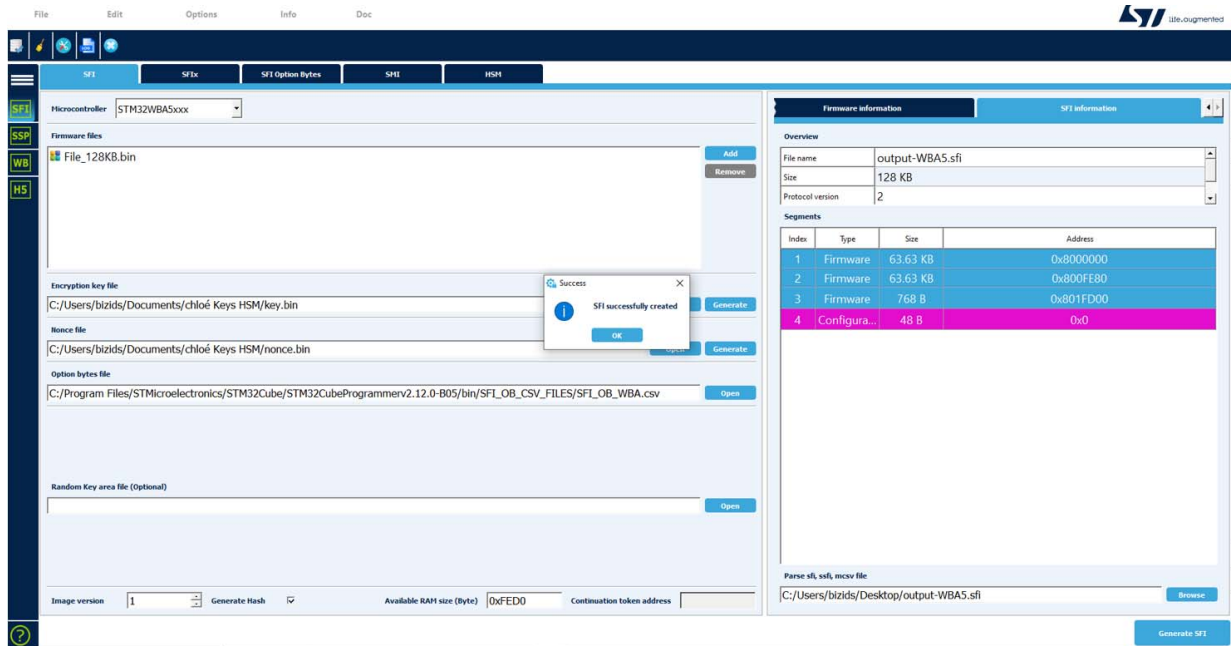 File Edit Options Info Doc
life.augmented
SFI SFIx SFI Option Bytes SMI HSM
SFI
SSP
WB
H5
Microcontroller STM32WBA5xxx
Firmware files
File_128KB.bin
Add
Remove
Encryption key file
C:/Users/bizids/Documents/chloé Keys HSM/key.bin
Generate
Nonce file
C:/Users/bizids/Documents/chloé Keys HSM/nonce.bin
Open Generate
Option bytes file
C:/Program Files/STMicroelectronics/STM32Cube/STM32CubeProgrammerv2.12.0-B05/bin/SFI_OB_CSV_FILES/SFI_OB_WBA.csv
Open
Random Key area file (Optional)
Open
Image version 1 Generate Hash Available RAM size (Byte) 0xFED0 Continuation token address
Success
SFI successfully created
OK
Firmware information SFI information
Overview
File name output-WBA5.sfi
Size 128 KB
Protocol version 2
Segments
Index Type Size Address
1 Firmware 63.63 KB 0x8000000
2 Firmware 63.63 KB 0x800FE80
3 Firmware 768 B 0x801FD00
4 Configura... 48 B 0x0
Parse sfi, ssfi, mcsv file
C:/Users/bizids/Desktop/output-WBA5.sfi
Browse
Generate SFI